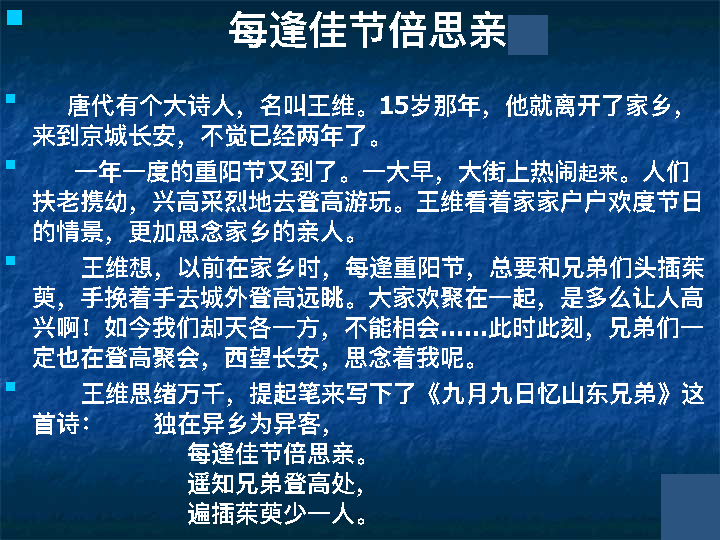 每逢佳节倍思亲
唐代有个大诗人，名叫王维。15岁那年，他就离开了家乡，
来到京城长安，不觉已经两年了。
一年一度的重阳节又到了。一大早，大街上热闹起来。人们
扶老携幼，兴高采烈地去登高游玩。王维看着家家户户欢度节日
的情景，更加思念家乡的亲人。
王维想，以前在家乡时，每逢重阳节，总要和兄弟们头插茱
萸，手挽着手去城外登高远眺。大家欢聚在一起，是多么让人高
兴啊！如今我们却天各一方，不能相会……此时此刻，兄弟们一
定也在登高聚会，西望长安，思念着我呢。
王维思绪万千，提起笔来写下了《九月九日忆山东兄弟》这
首诗： 独在异乡为异客，
每逢佳节倍思亲。
遥知兄弟登高处，
遍插茱萸少一人。